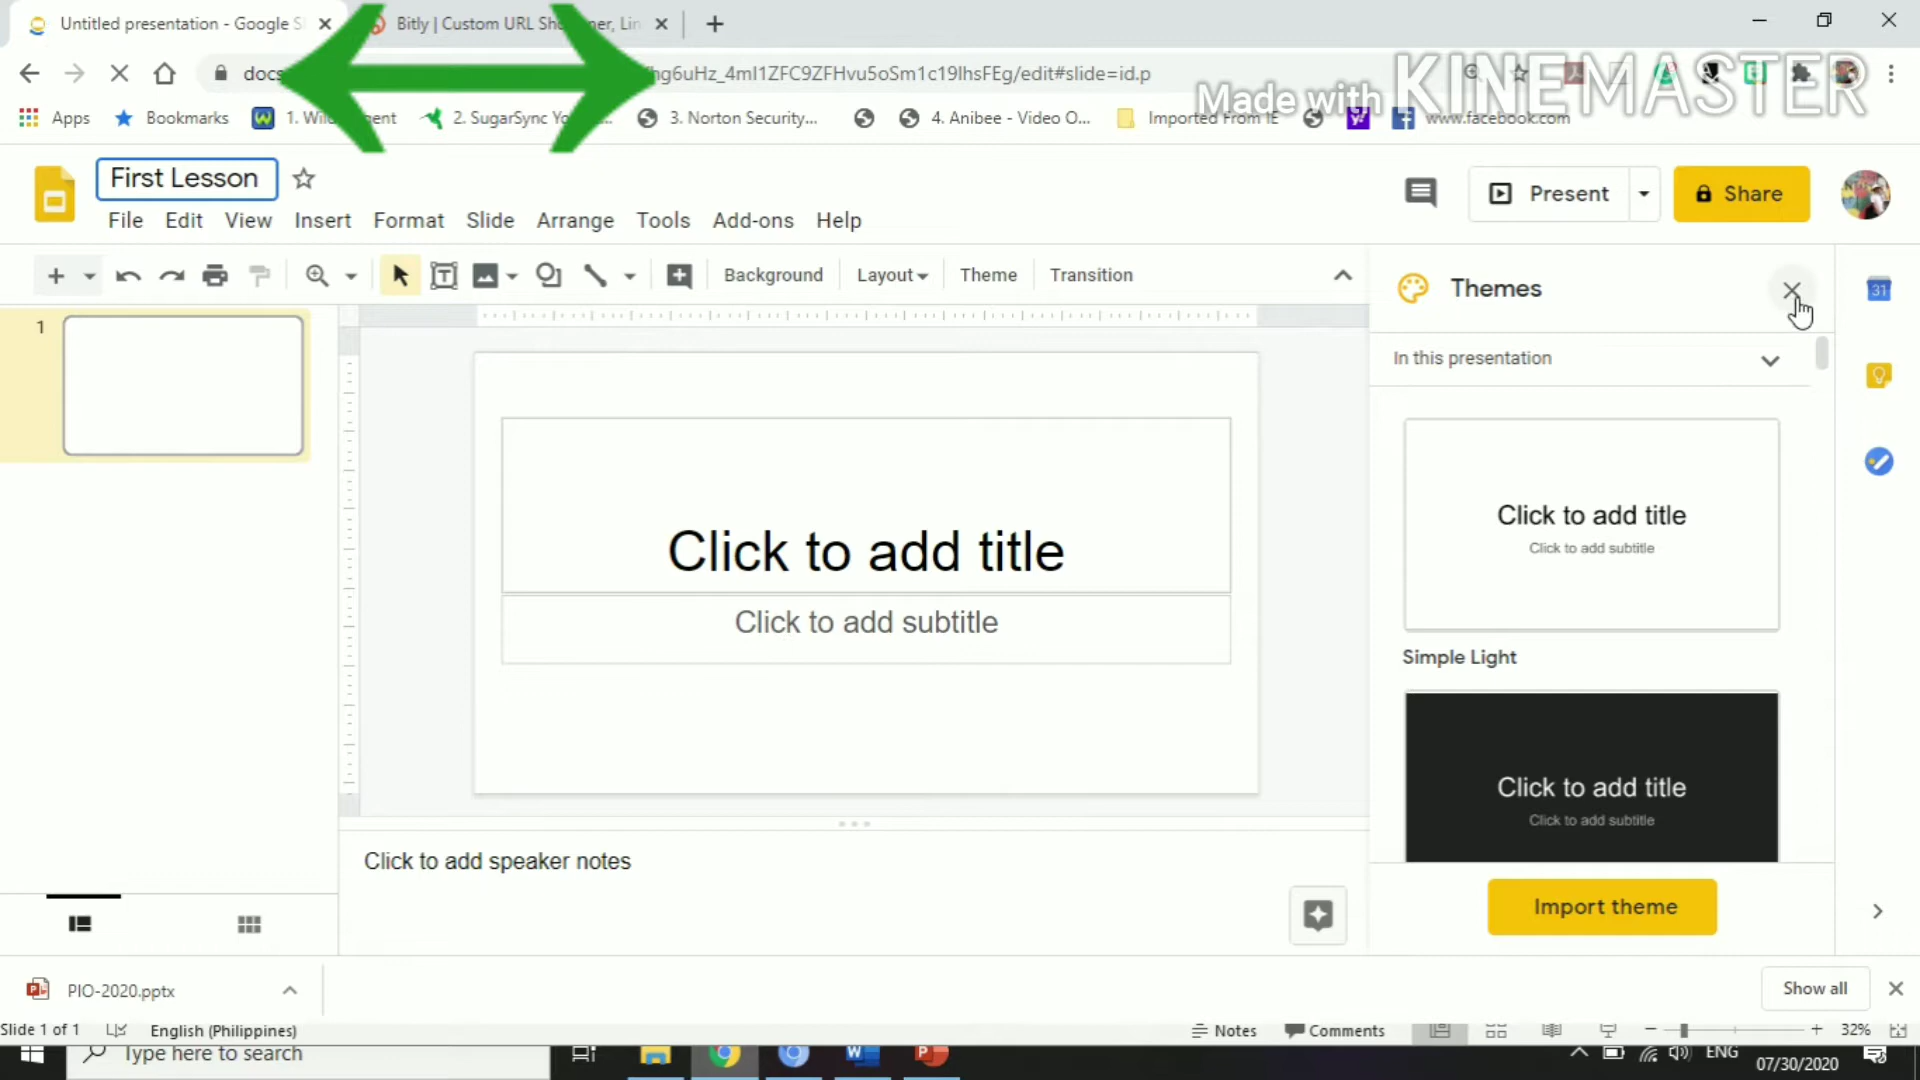 Untitled presentation - Google S
Bitly | Custom URL Sho ner, Lin
docs hg6uHz_4ml1ZFC9ZFHvu5oSm1c19lhsFEg/edit#slide=id.p
Made with KINEMASTER
Apps Bookmarks 1. Wil ent 2. SugarSync Yo ... 3. Norton Security... 4. Anibee - Video O... Imported From IE www.facebook.com
First Lesson
Present
Share
File Edit View Insert Format Slide Arrange Tools Add-ons Help
Background Layout Theme Transition
Themes
31
1
In this presentation
Click to add title
Click to add subtitle
Click to add title
Click to add subtitle
Simple Light
Click to add title
Click to add subtitle
Click to add speaker notes
Import theme
PIO-2020.pptx
Show all
Slide 1 of 1 English (Philippines) Notes Comments 32%
Type here to search
ENG
07/30/2020